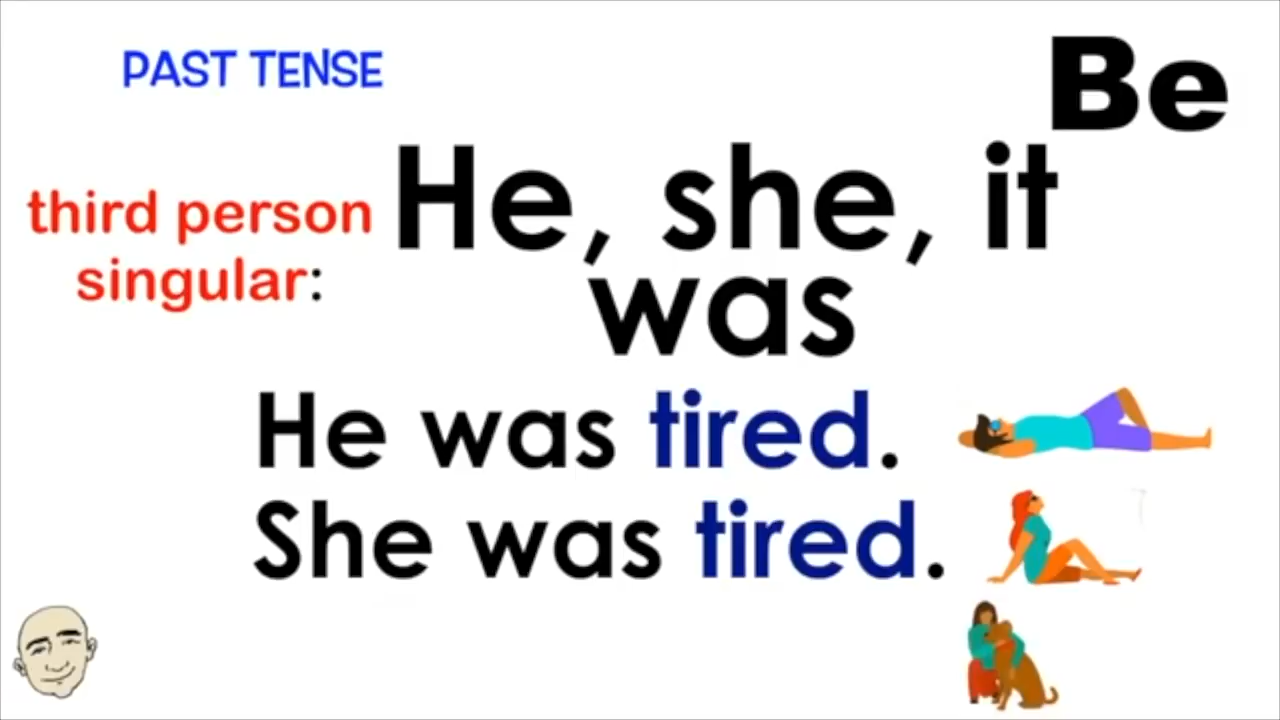 PAST TENSE
Be
third person
singular:
He, she, it
was
He was tired.
She was tired.